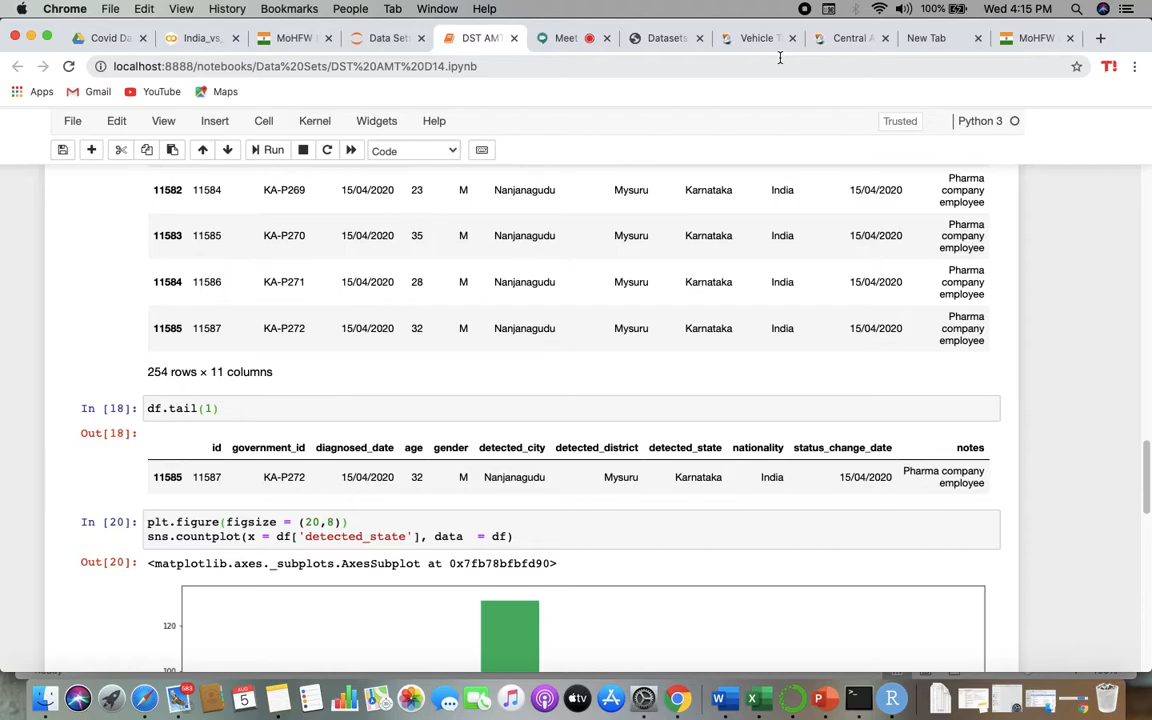 Chrome File Edit View History Bookmarks People Tab Window Help 100% Wed 4:15 PM
Covid Da India_vs_ MoHFW Data Set DST AMT Meet Datasets Vehicle T Central A New Tab MoHFW
localhost:8888/notebooks/Data%20Sets/DST%20AMT%20D14.ipynb T!
Apps Gmail YouTube Maps
File Edit View Insert Cell Kernel Widgets Help Trusted Python 3
Run Code
11582 11584 KA-P269 15/04/2020 23 M Nanjanagudu Mysuru Karnataka India 15/04/2020 Pharma
company
employee
11583 11585 KA-P270 15/04/2020 35 M Nanjanagudu Mysuru Karnataka India 15/04/2020 Pharma
company
employee
11584 11586 KA-P271 15/04/2020 28 M Nanjanagudu Mysuru Karnataka India 15/04/2020 Pharma
company
employee
11585 11587 KA-P272 15/04/2020 32 M Nanjanagudu Mysuru Karnataka India 15/04/2020 Pharma
company
employee
254 rows × 11 columns
In [18]: df.tail(1)
Out[18]:
id government_id diagnosed_date age gender detected_city detected_district detected_state nationality status_change_date notes
11585 11587 KA-P272 15/04/2020 32 M Nanjanagudu Mysuru Karnataka India 15/04/2020 Pharma company
employee
In [20]: plt.figure(figsize = (20,8))
sns.countplot(x = df['detected_state'], data = df)
Out[20]: <matplotlib.axes._subplots.AxesSubplot at 0x7fb78bfbfd90>
120
100